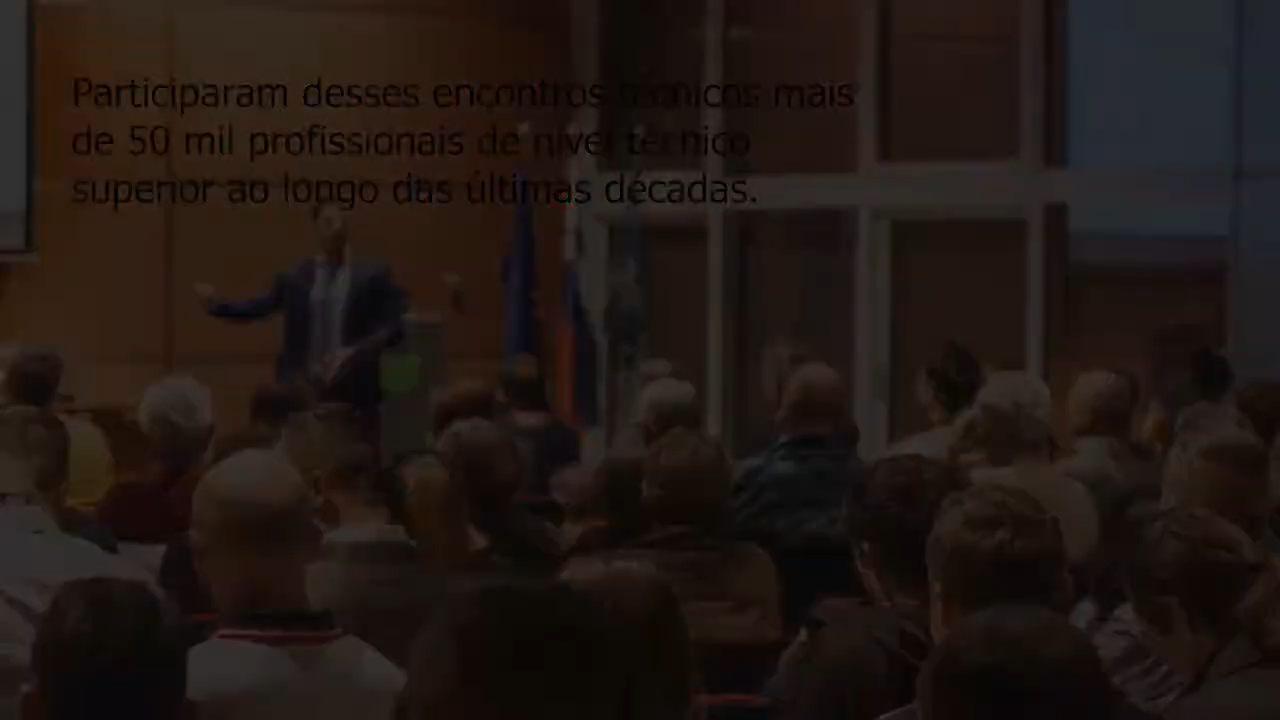 Participaram desses encontros técnicos mais
de 50 mil profissionais de nível técnico
superior ao longo das últimas décadas.